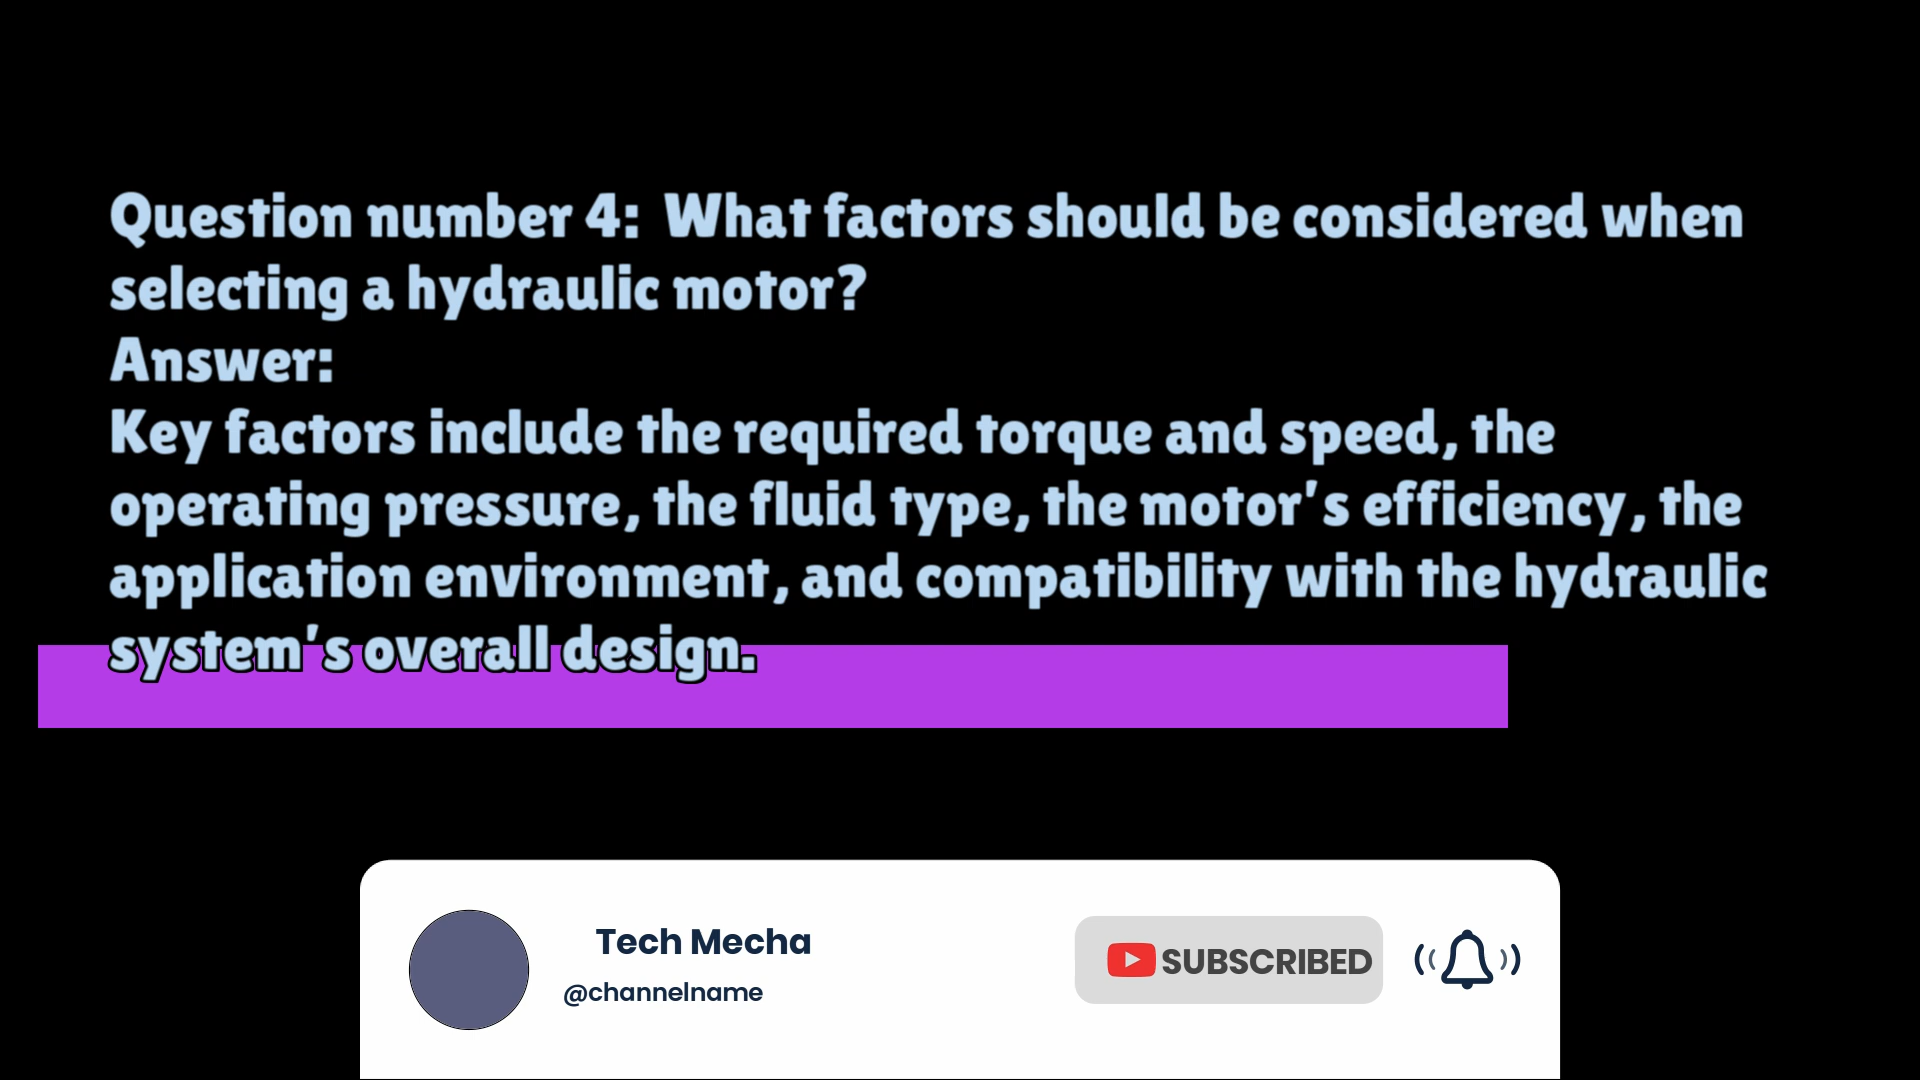 Question number 4:  What factors should be considered when
selecting a hydraulic motor?
Answer:
Key factors include the required torque and speed, the
operating pressure, the fluid type, the motor's efficiency, the
application environment, and compatibility with the hydraulic
system's overall design.
Tech Mecha
@channelname
SUBSCRIBED